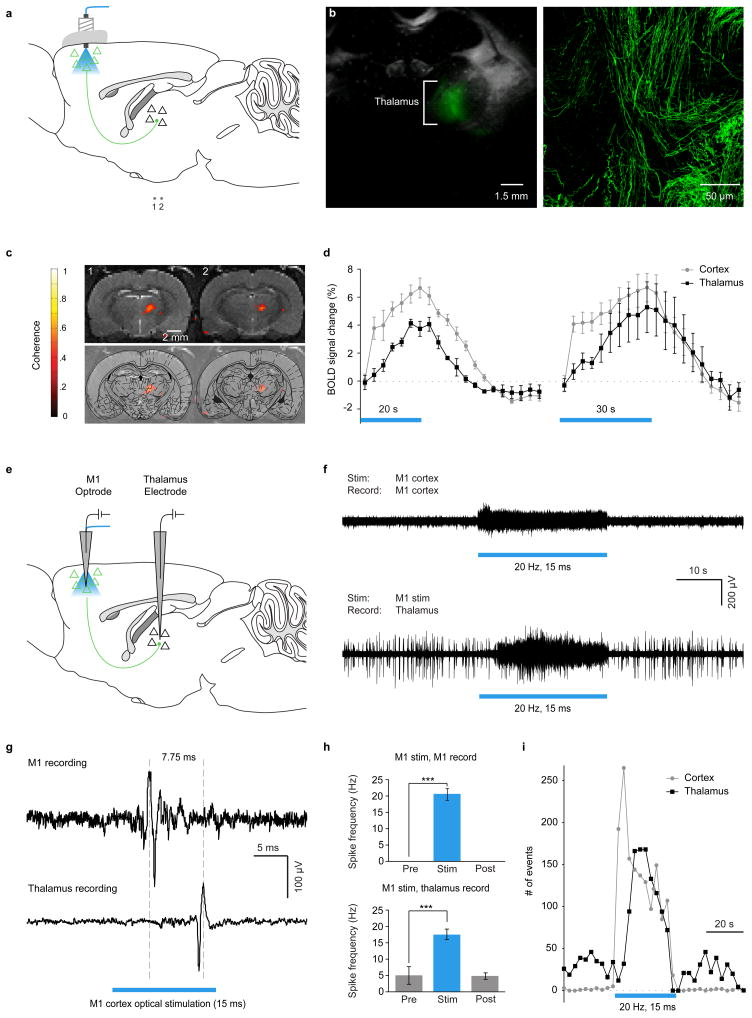 a
1 2
b
Thalamus
1.5 mm
50 µm
c
Coherence
1
.8
.6
.4
.2
0
1
2
2 mm
d
Cortex
Thalamus
BOLD signal change (%)
8
6
4
2
0
-2
20 s
30 s
e
M1
Optrode
Thalamus
Electrode
f
Stim: M1 cortex
Record: M1 cortex
20 Hz, 15 ms
10 s
200 µV
Stim: M1 stim
Record: Thalamus
20 Hz, 15 ms
g
7.75 ms
M1 recording
5 ms
100 µV
Thalamus recording
M1 cortex optical stimulation (15 ms)
h
M1 stim, M1 record
Spike frequency (Hz)
25
20
15
10
5
0
***
Pre Stim Post
M1 stim, thalamus record
Spike frequency (Hz)
25
20
15
10
5
0
***
Pre Stim Post
i
Cortex
Thalamus
# of events
250
200
150
100
50
0
20 s
20 Hz, 15 ms